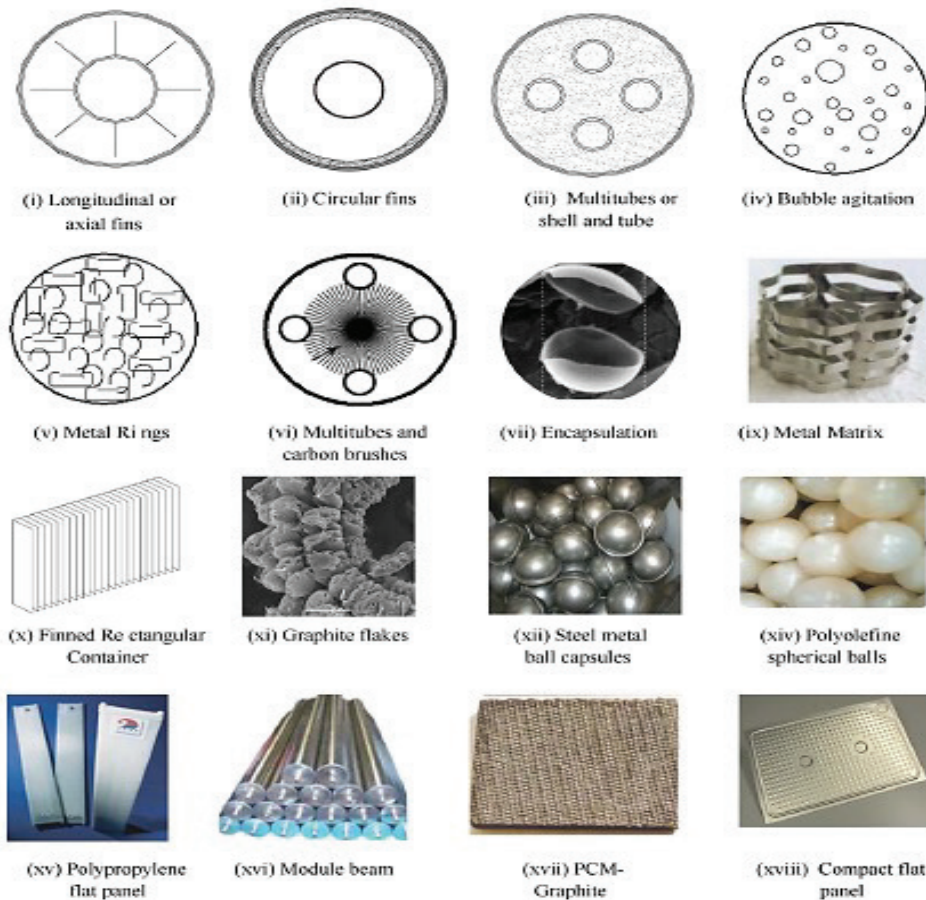 (i) Longitudinal or
axial fins
(ii) Circular fins
(iii) Multitubes or
shell and tube
(iv) Bubble agitation
(v) Metal Ri ngs
(vi) Multitubes and
carbon brushes
(vii) Encapsulation
(ix) Metal Matrix
(x) Finned Re ctangular
Container
(xi) Graphite flakes
(xii) Steel metal
ball capsules
(xiv) Polyolefine
spherical balls
(xv) Polypropylene
flat panel
(xvi) Module beam
(xvii) PCM-
Graphite
(xviii) Compact flat
panel